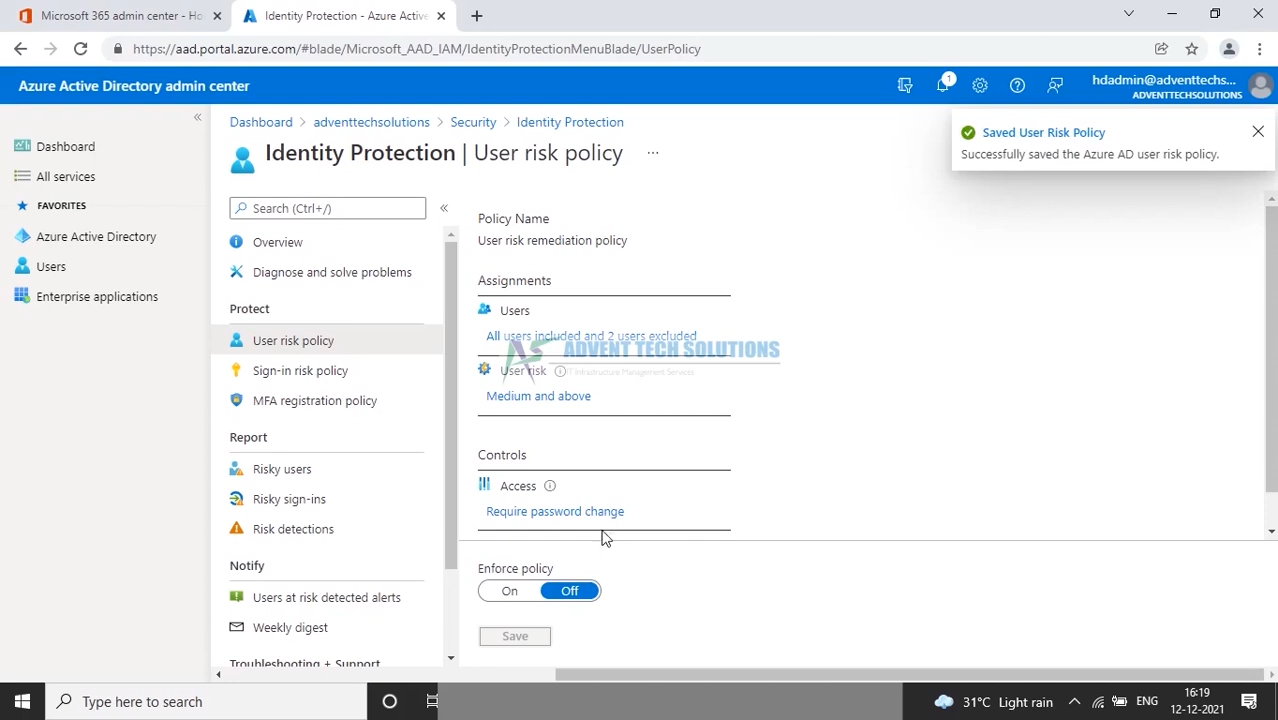 Microsoft 365 admin center - Ho
Identity Protection - Azure Active
https://aad.portal.azure.com/#blade/Microsoft_AAD_IAM/IdentityProtectionMenuBlade/UserPolicy
Azure Active Directory admin center
1
hdadmin@adventtechs...
ADVENTTECHSOLUTIONS
Dashboard
All services
FAVORITES
Azure Active Directory
Users
Enterprise applications
Dashboard > adventtechsolutions > Security > Identity Protection
Identity Protection | User risk policy ...
Saved User Risk Policy
Successfully saved the Azure AD user risk policy.
Search (Ctrl+/)
Overview
Diagnose and solve problems
Protect
User risk policy
Sign-in risk policy
MFA registration policy
Report
Risky users
Risky sign-ins
Risk detections
Notify
Users at risk detected alerts
Weekly digest
Troubleshooting + Support
Policy Name
User risk remediation policy
Assignments
Users
All users included and 2 users excluded
ADVENT TECH SOLUTIONS
IT Infrastructure Management Services
User risk
Medium and above
Controls
Access
Require password change
Enforce policy
On Off
Save
Type here to search
31°C Light rain
ENG
16:19
12-12-2021